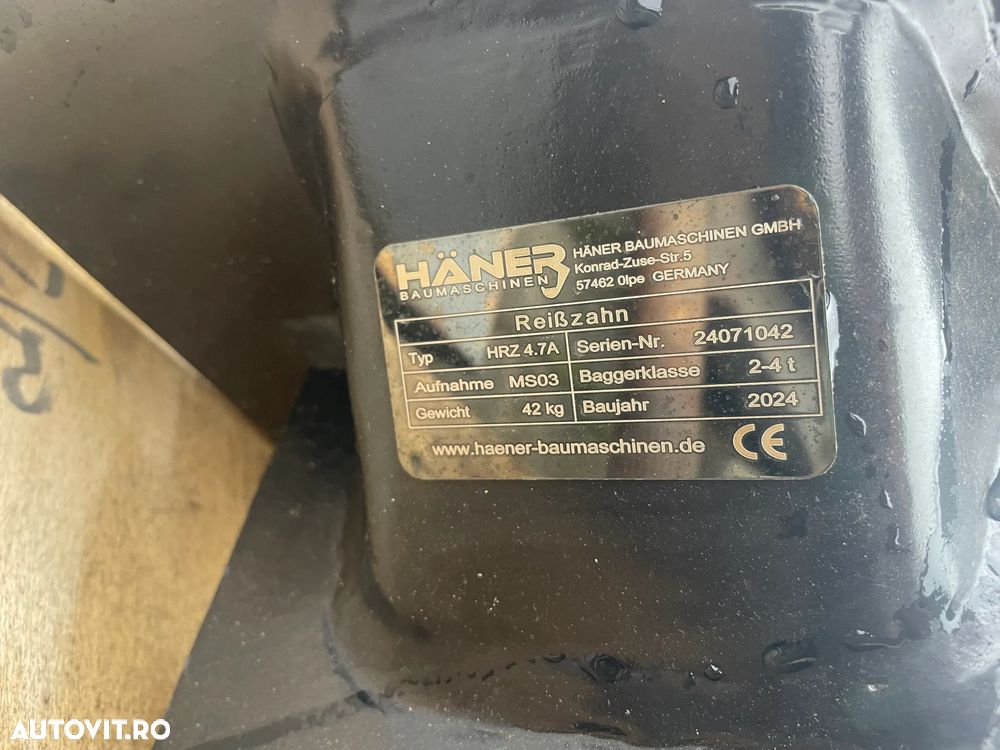 HÄNER
BAUMASCHINEN
HÄNER BAUMASCHINEN GMBH
Konrad-Zuse-Str.5
57462 Olpe GERMANY
Reißzahn
Typ HRZ 4.7A Serien-Nr. 24071042
Aufnahme MS03 Baggerklasse 2-4 t
Gewicht 42 kg Baujahr 2024
www.haener-baumaschinen.de CE
AUTOVIT.RO